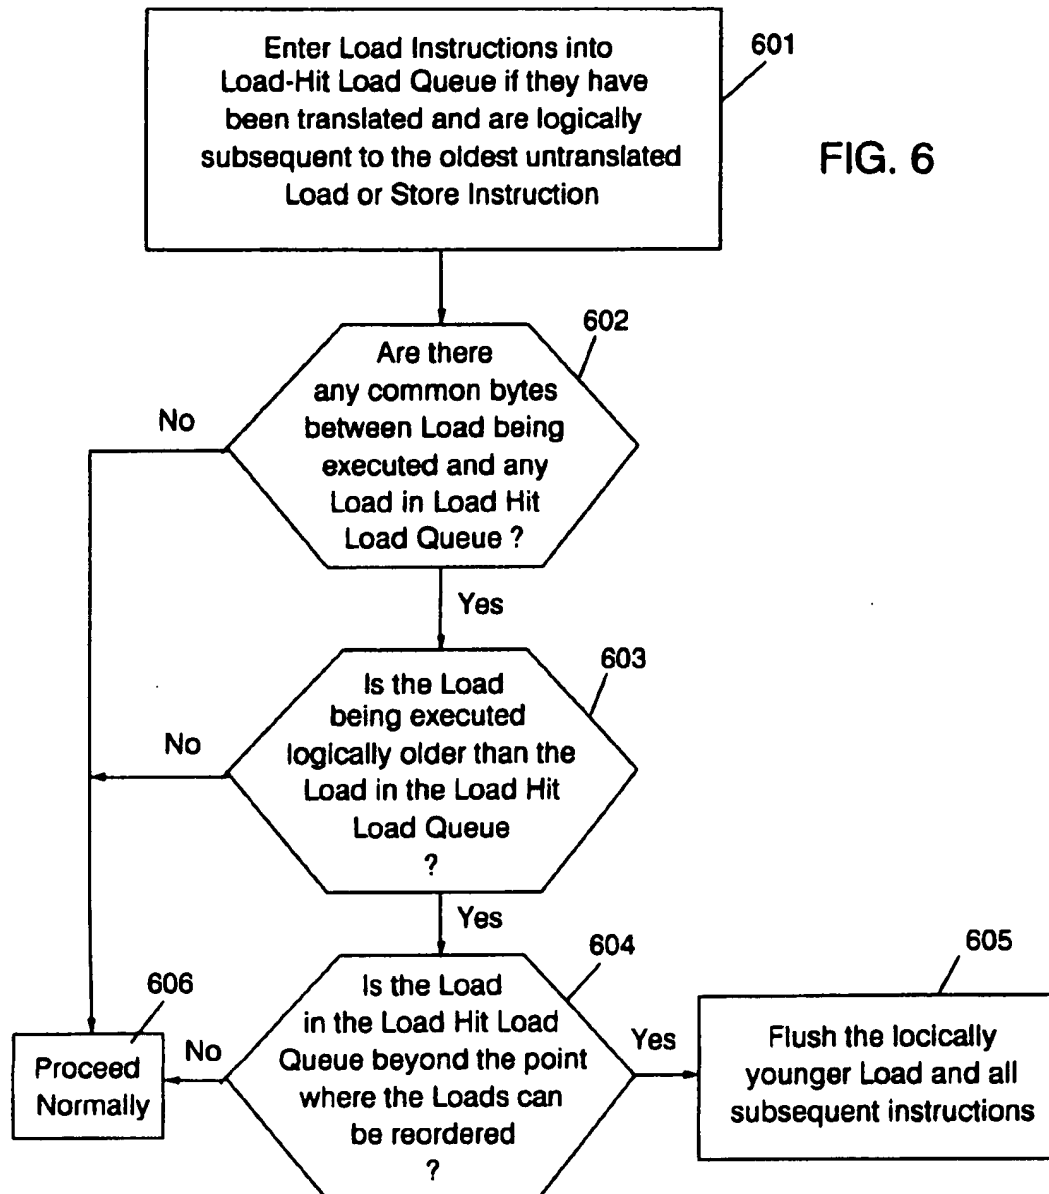 Enter Load Instructions into
Load-Hit Load Queue if they have
been translated and are logically
subsequent to the oldest untranslated
Load or Store Instruction
601
FIG. 6
602
Are there
any common bytes
between Load being
executed and any
Load in Load Hit
Load Queue ?
No
Yes
603
Is the Load
being executed
logically older than the
Load in the Load Hit
Load Queue
?
No
Yes
604
Is the Load
in the Load Hit Load
Queue beyond the point
where the Loads can
be reordered
?
No
Yes
605
Flush the locically
younger Load and all
subsequent instructions
606
Proceed
Normally